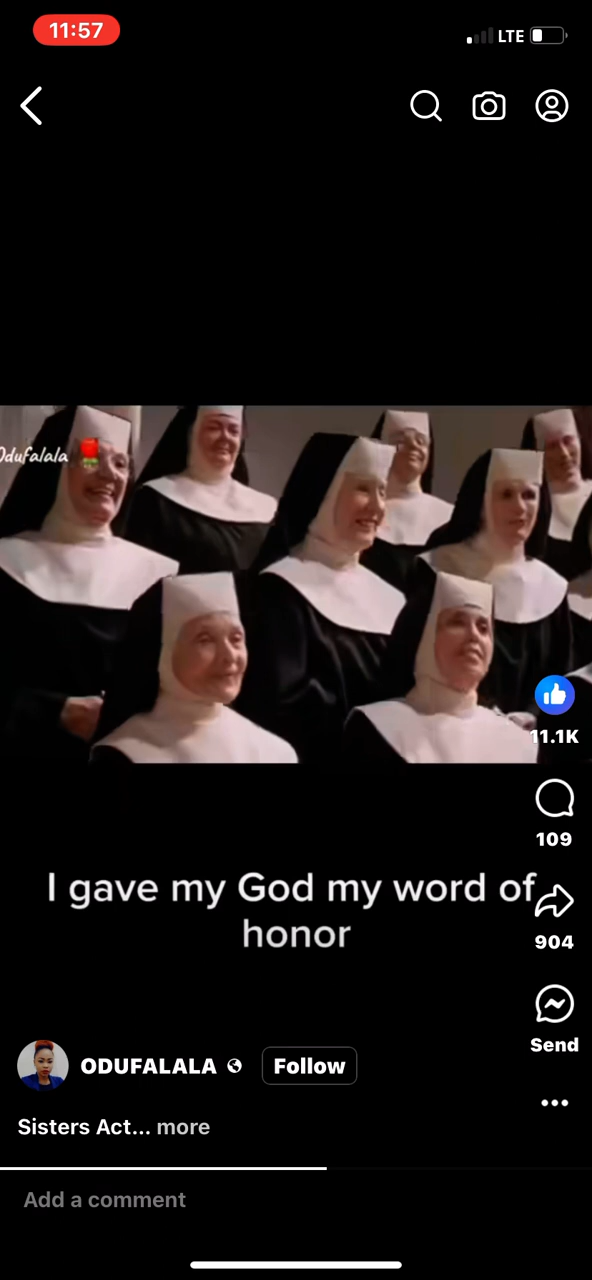 11:57
LTE
Odufalala
11.1K
109
I gave my God my word of
honor
904
Send
ODUFALALA
Follow
Sisters Act... more
Add a comment